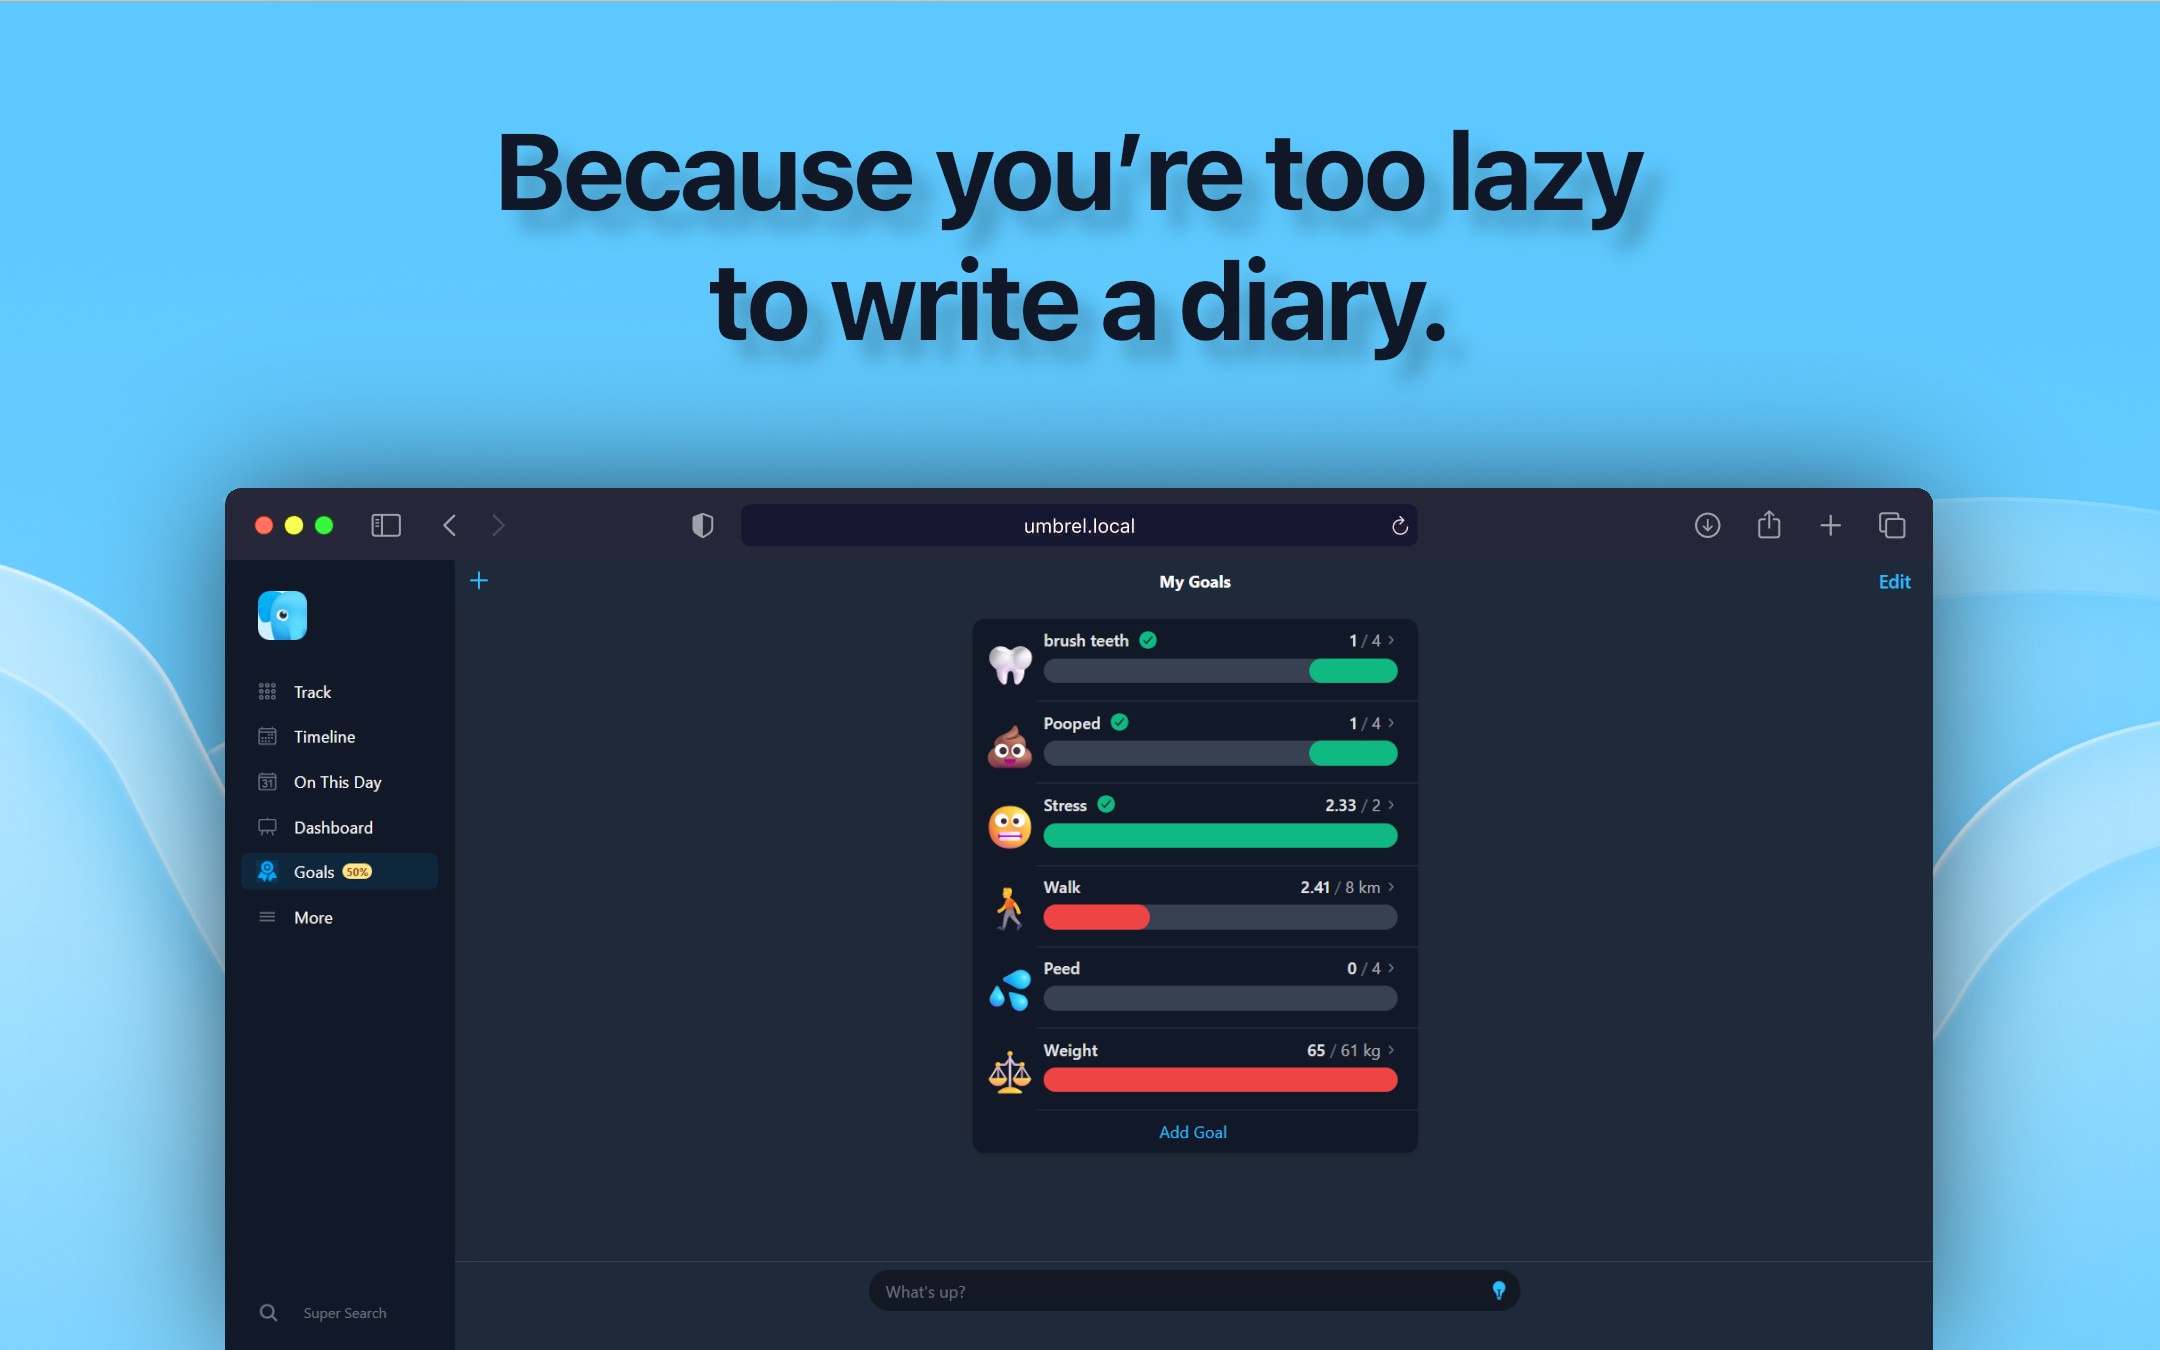 Because you’re too lazy
to write a diary.
umbrel.local
My Goals
Edit
Track
Timeline
31
On This Day
Dashboard
Goals 50%
More
Super Search
brush teeth 1 / 4
Pooped 1 / 4
Stress 2.33 / 2
Walk 2.41 / 8 km
Peed 0 / 4
Weight 65 / 61 kg
Add Goal
What's up?